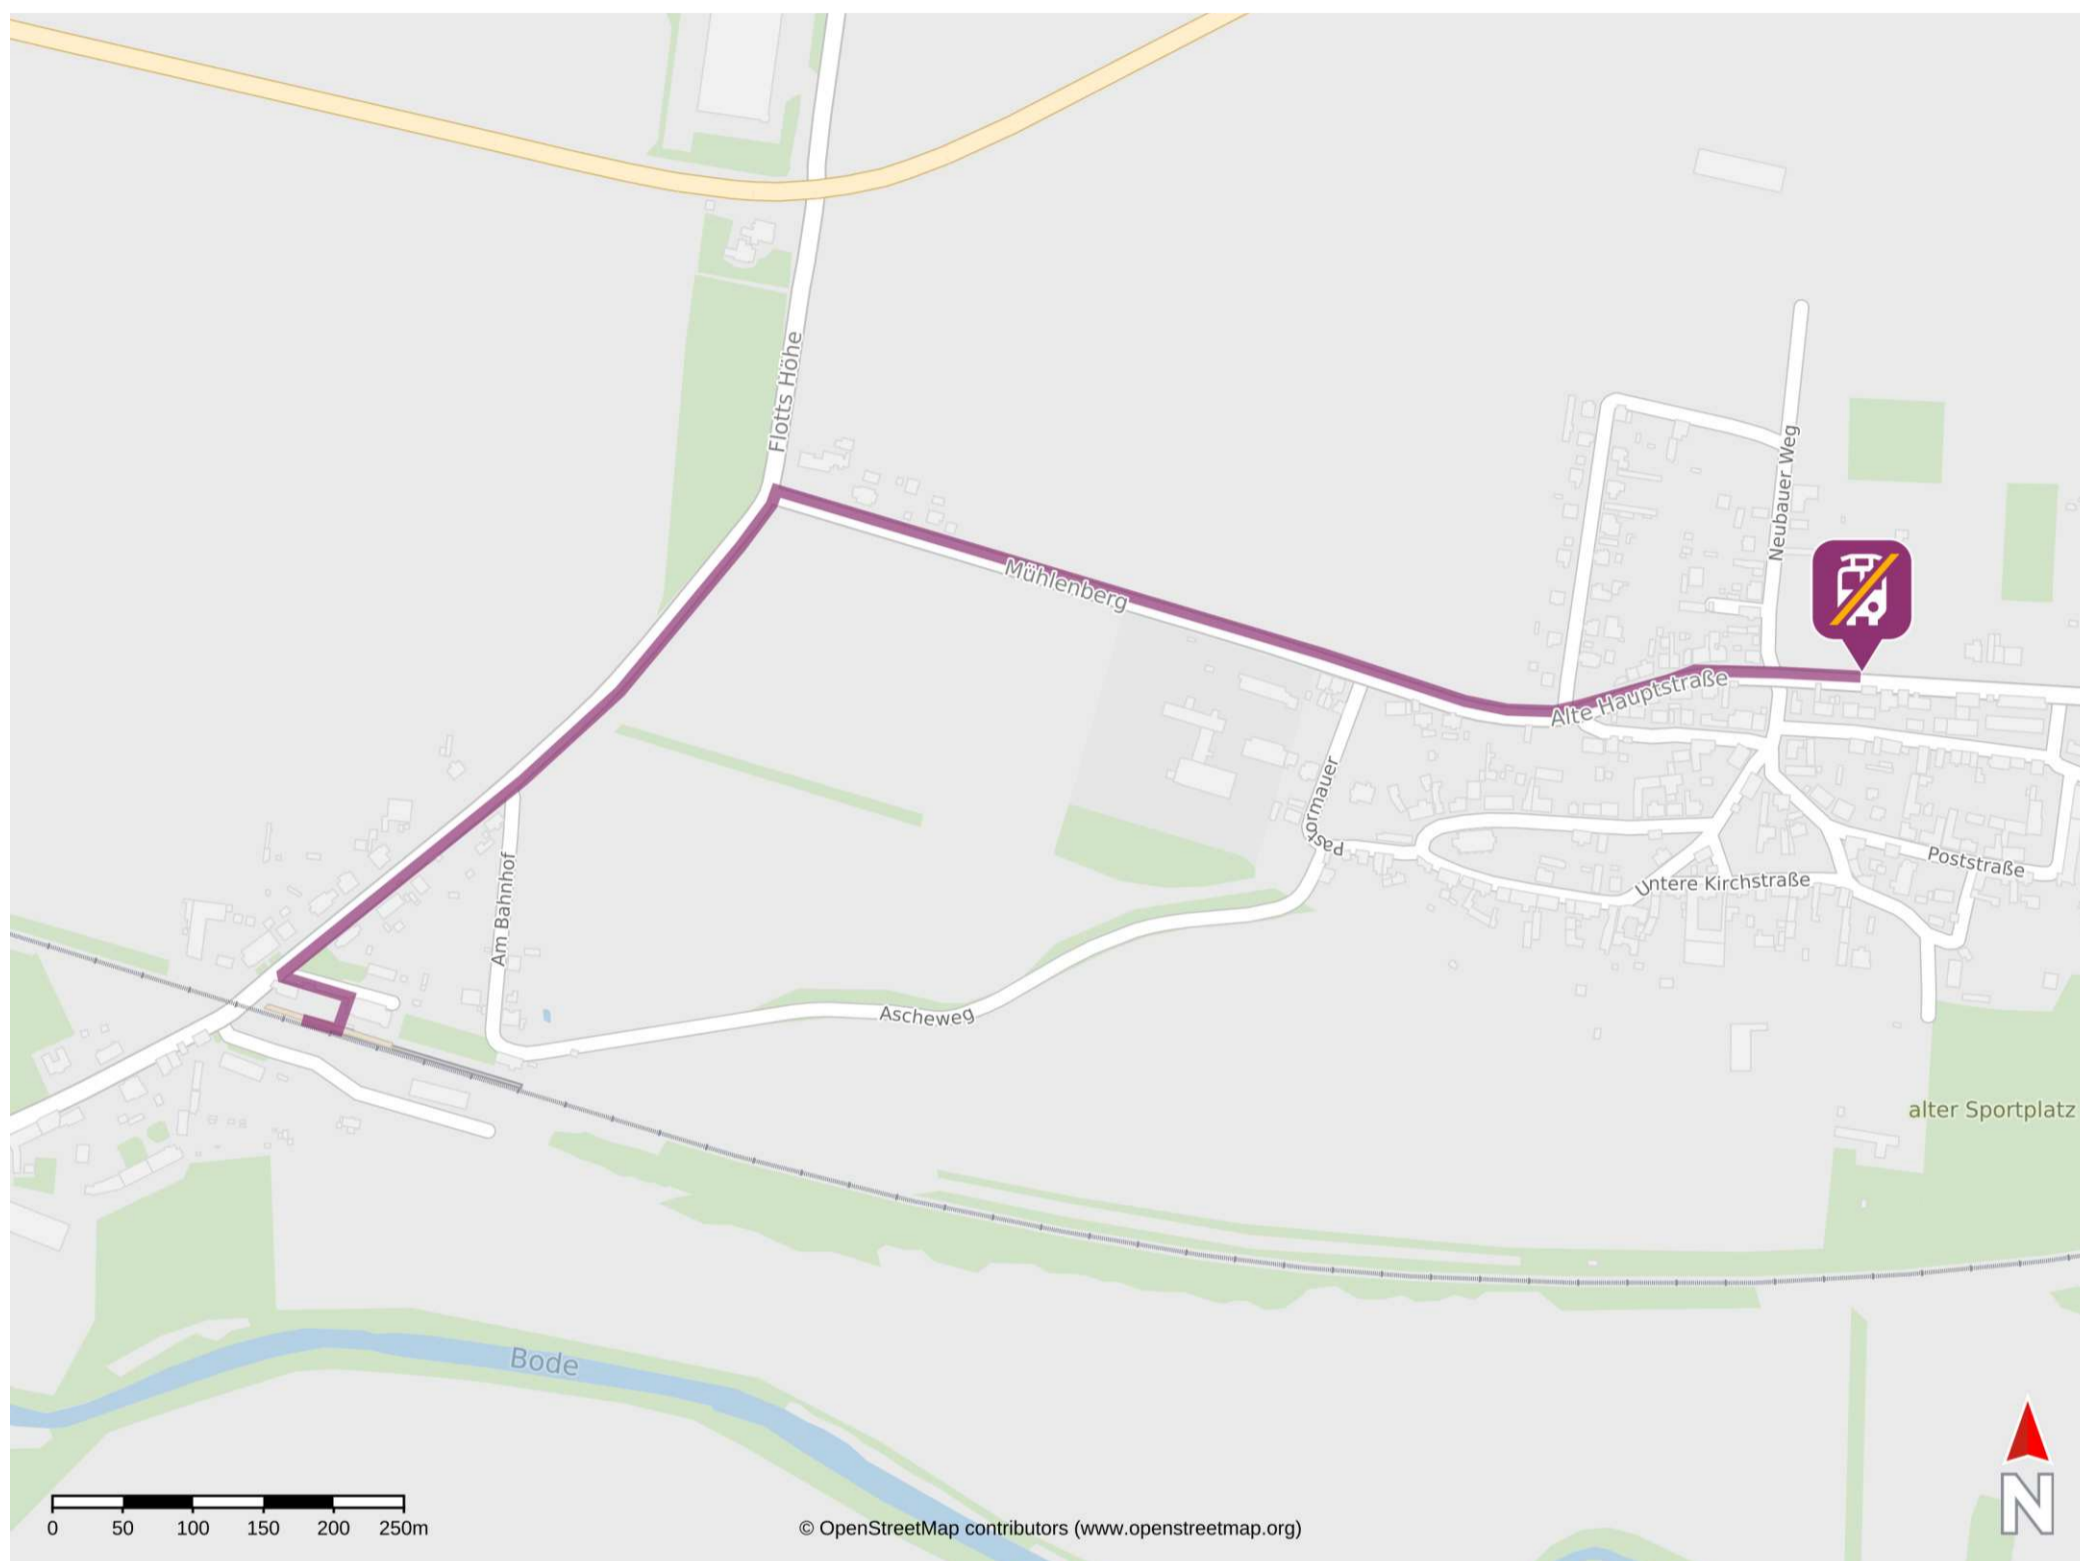 Flotts Höhe
Neubauer Weg
Mühlenberg
Alte Hauptstraße
Pastormauer
Am Bahnhof
Poststraße
Untere Kirchstraße
Ascheweg
alter Sportplatz
Bode
N
0 50 100 150 200 250m
© OpenStreetMap contributors (www.openstreetmap.org)